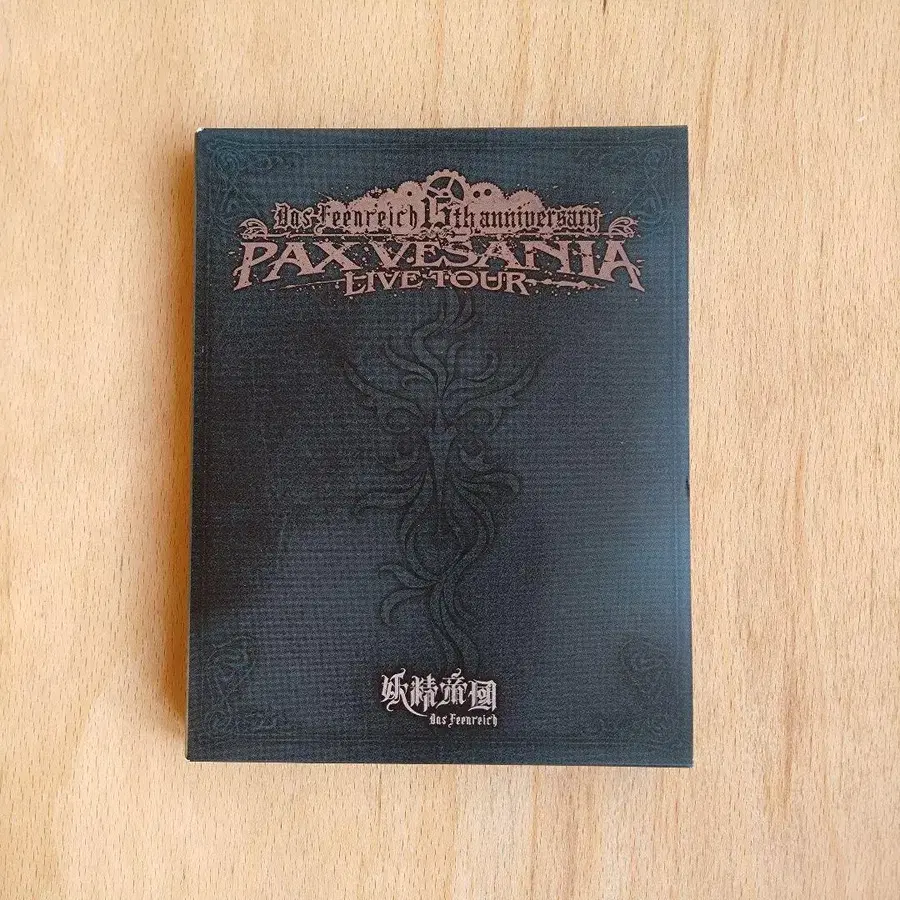 Das Feenreich 15th anniversary
PAX VESANIA
LIVE TOUR
妖精帝國
Das Feenreich